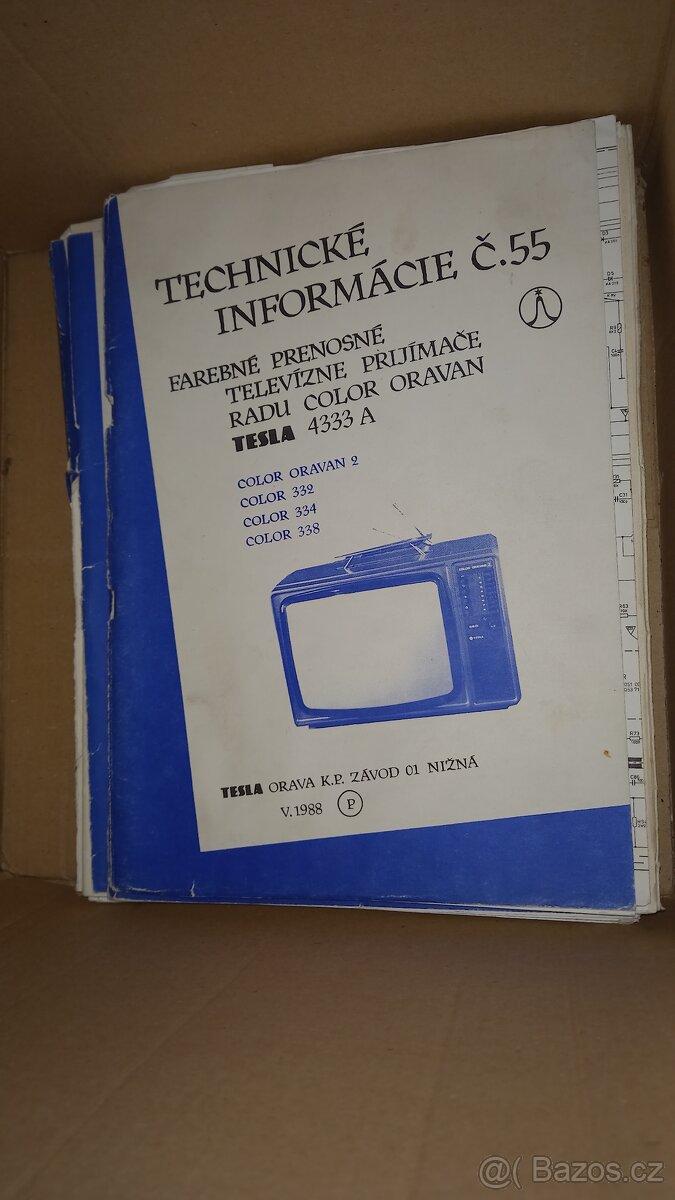 TECHNICKÉ
INFORMÁCIE Č.55
FAREBNÉ PRENOSNÉ
TELEVÍZNE PRIJÍMAČE
RADU COLOR ORAVAN
TESLA 4333 A
COLOR ORAVAN 2
COLOR 332
COLOR 334
COLOR 338
TESLA ORAVA K.P. ZÁVOD 01 NIŽNÁ
V. 1988 P
@( Bazos.cz